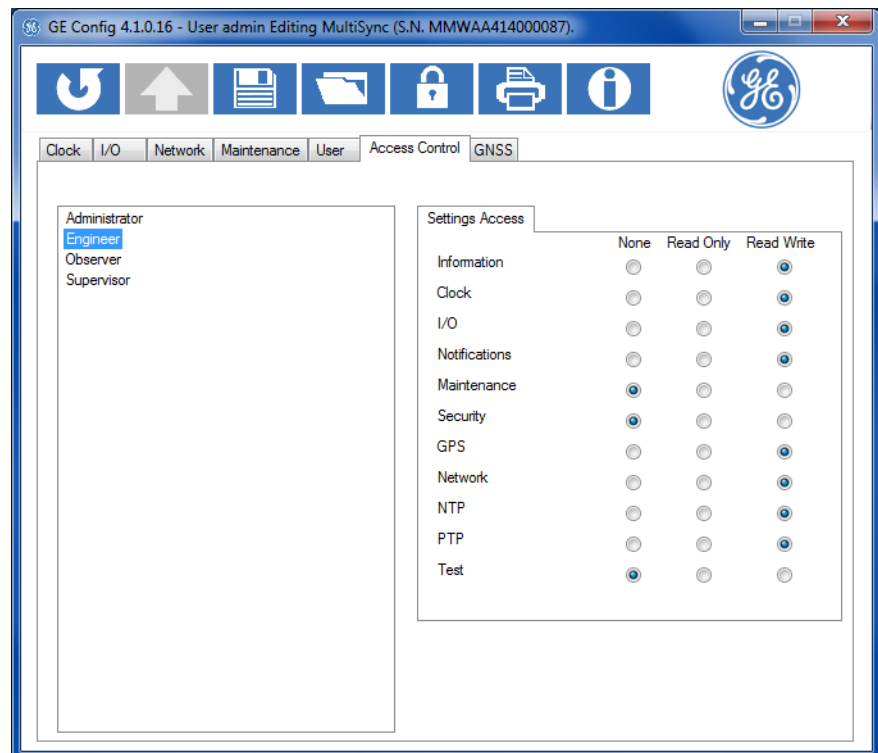 GE Config 4.1.0.16 - User admin Editing MultiSync (S.N. MMWAA414000087).
Clock I/O Network Maintenance User Access Control GNSS
Administrator
Engineer
Observer
Supervisor
Settings Access
None Read Only Read Write
Information
Clock
I/O
Notifications
Maintenance
Security
GPS
Network
NTP
PTP
Test